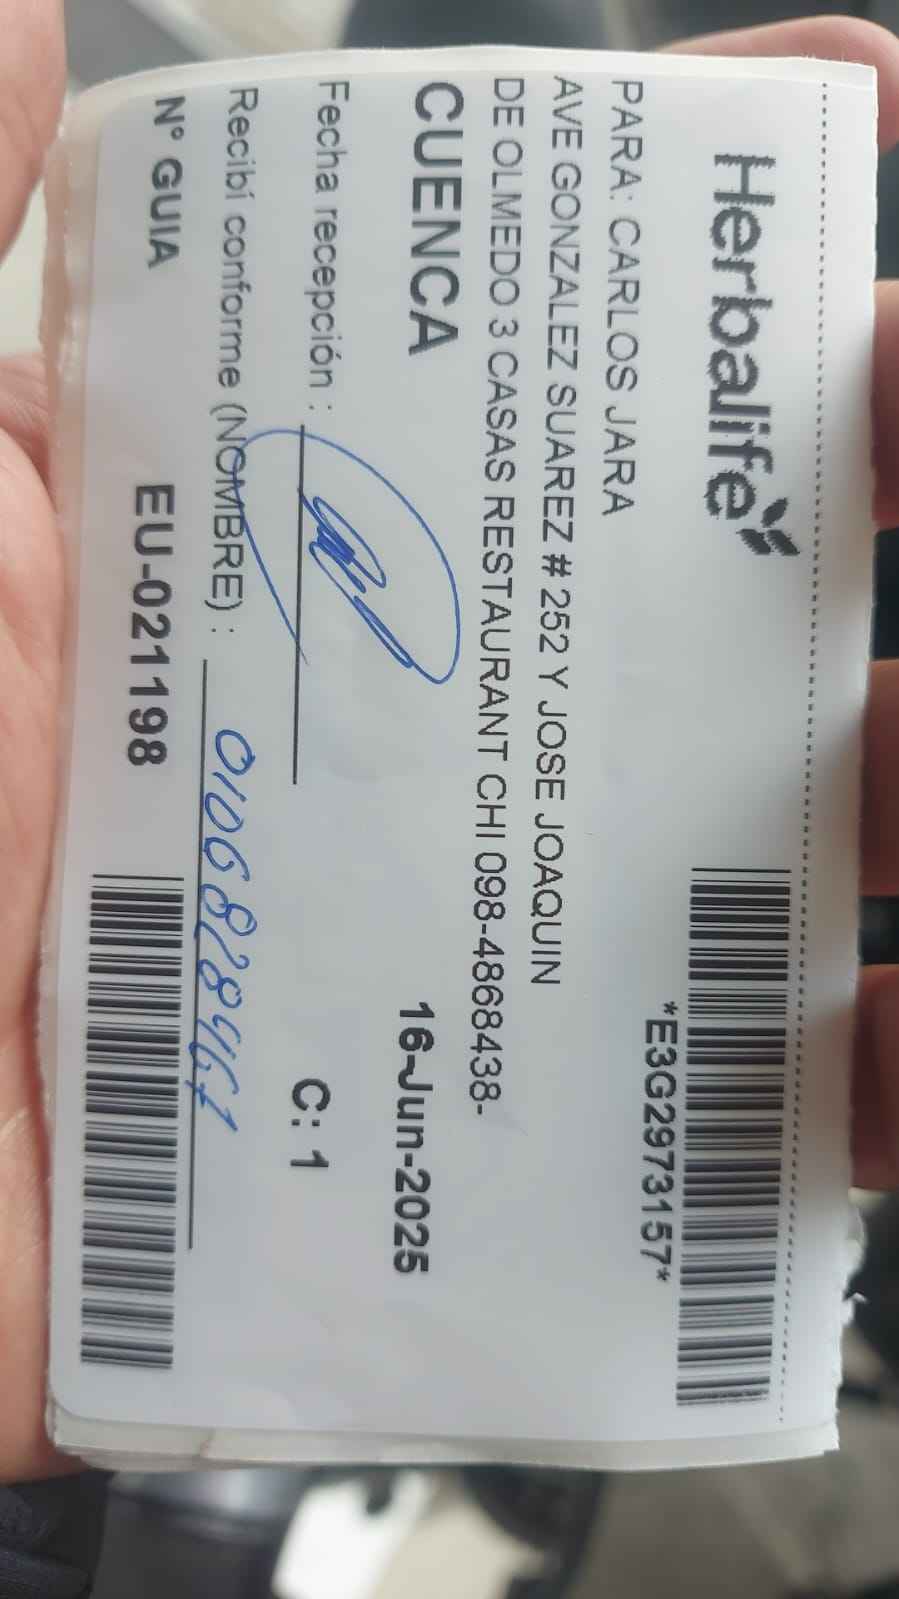 Herbalife
*E3G2973157*
PARA: CARLOS JARA
AVE GONZALEZ SUAREZ # 252 Y JOSE JOAQUIN
DE OLMEDO 3 CASAS RESTAURANT CHI 098-4868438-
CUENCA
16-Jun-2025
Fecha recepción :
C: 1
Recibí conforme (NOMBRE) :
N° GUIA
EU-021198